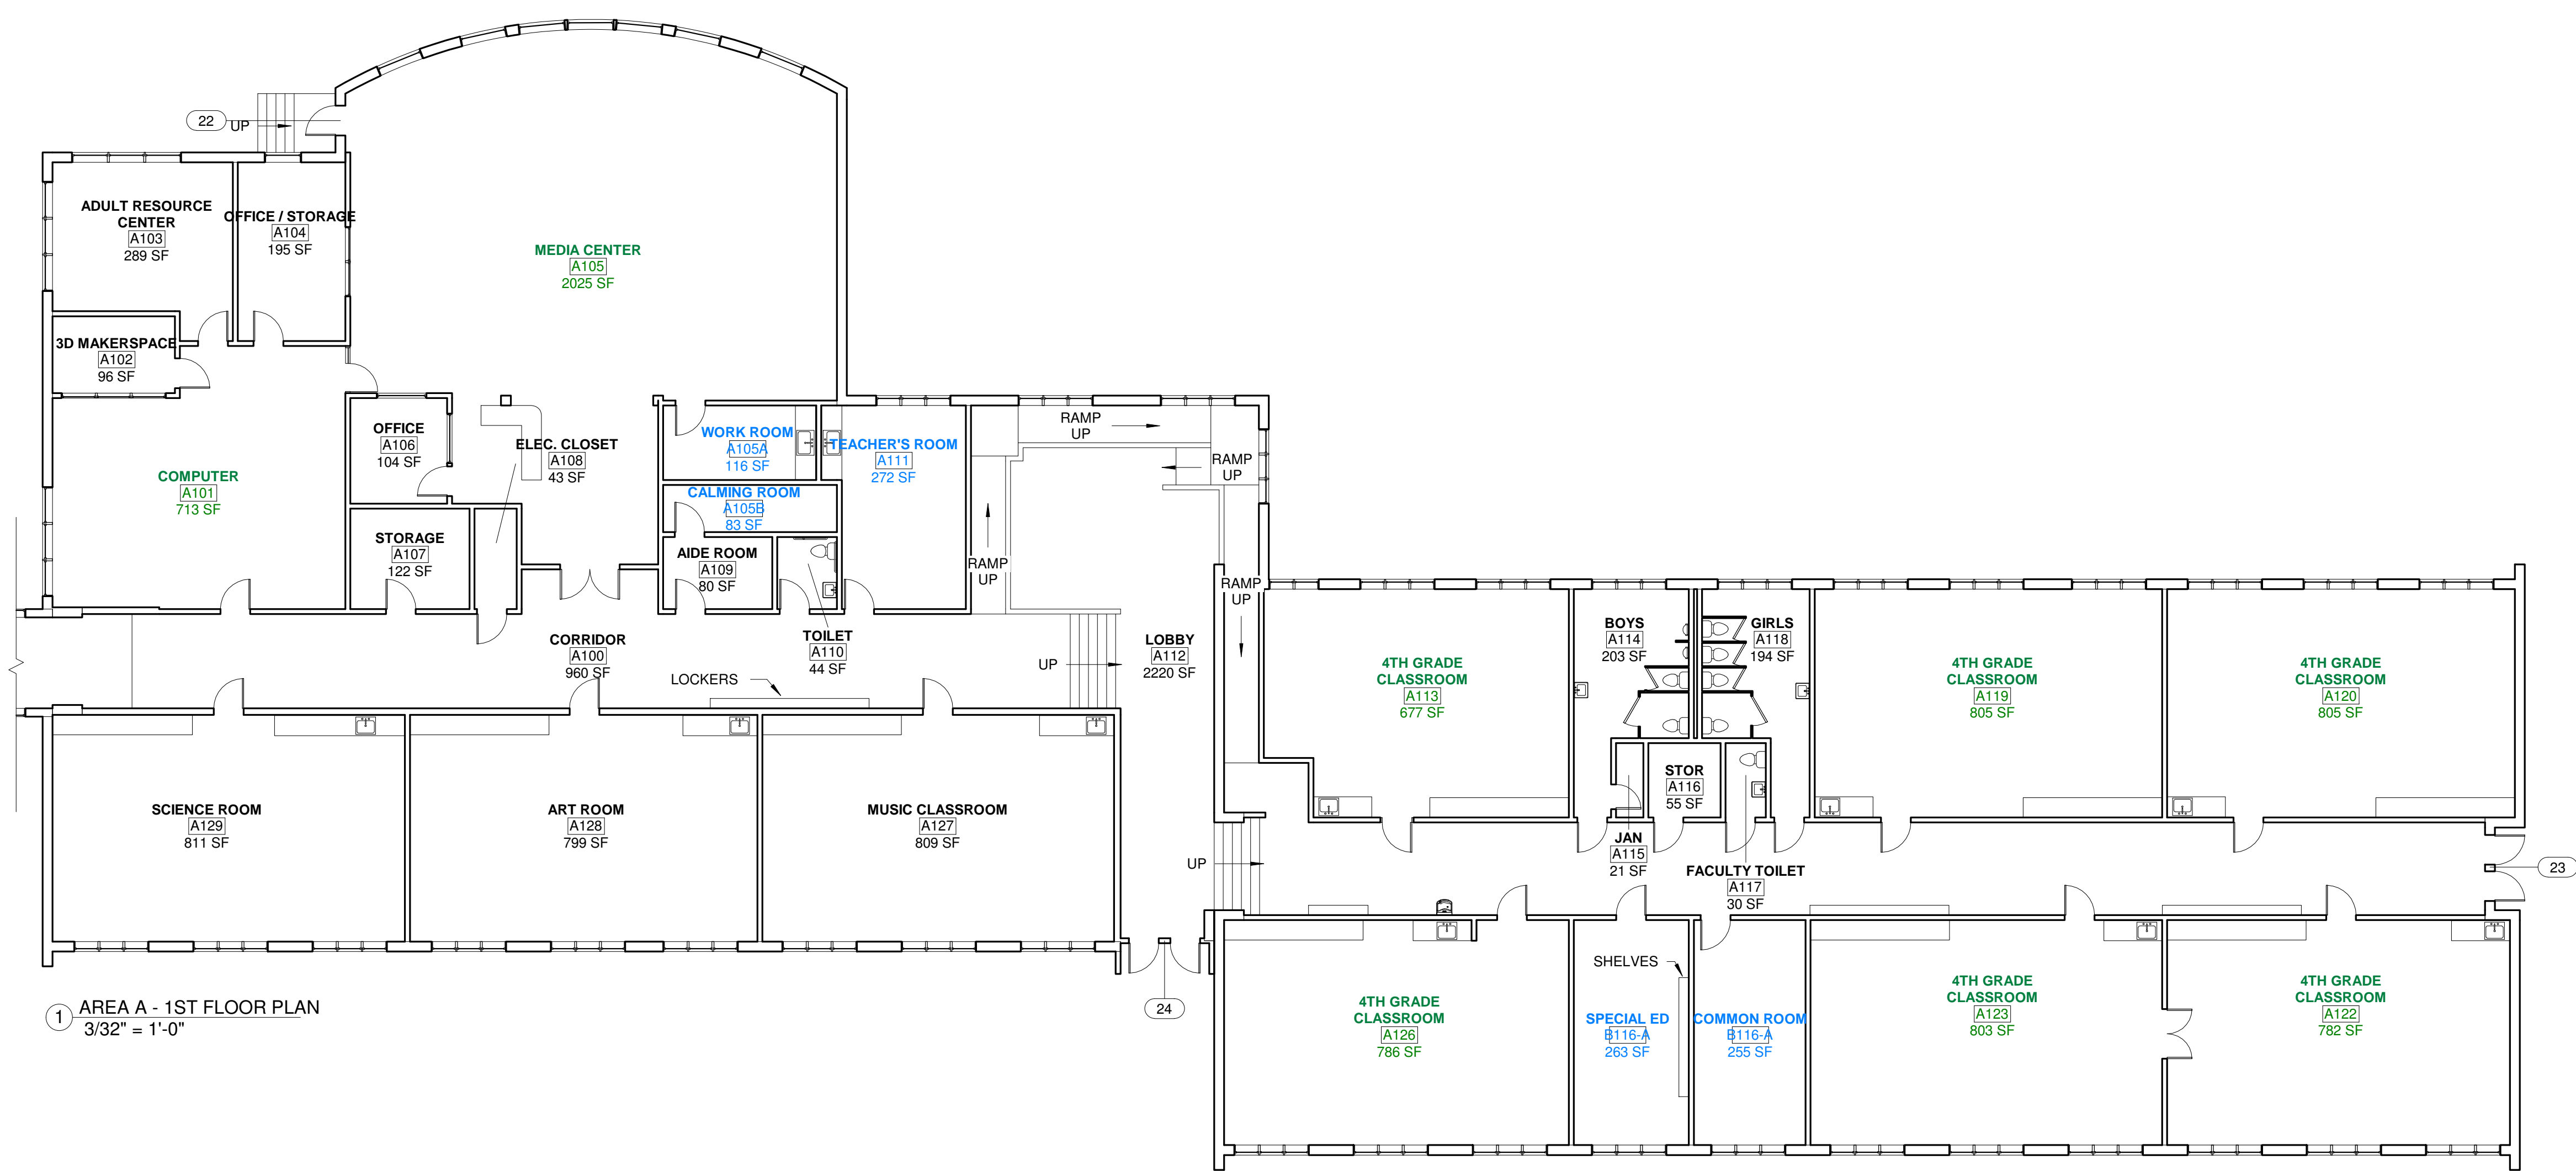 22
UP
ADULT RESOURCE
CENTER
A103
289 SF
OFFICE / STORAGE
A104
195 SF
MEDIA CENTER
A105
2025 SF
3D MAKERSPACE
A102
96 SF
COMPUTER
A101
713 SF
OFFICE
A106
104 SF
ELEC. CLOSET
A108
43 SF
STORAGE
A107
122 SF
WORK ROOM
A105A
116 SF
TEACHER'S ROOM
A111
272 SF
CALMING ROOM
A105B
83 SF
AIDE ROOM
A109
80 SF
RAMP
UP
RAMP
UP
RAMP
UP
RAMP
UP
CORRIDOR
A100
960 SF
TOILET
A110
44 SF
LOCKERS
UP
LOBBY
A112
2220 SF
4TH GRADE
CLASSROOM
A113
677 SF
BOYS
A114
203 SF
GIRLS
A118
194 SF
4TH GRADE
CLASSROOM
A119
805 SF
4TH GRADE
CLASSROOM
A120
805 SF
STOR
A116
55 SF
SCIENCE ROOM
A129
811 SF
ART ROOM
A128
799 SF
MUSIC CLASSROOM
A127
809 SF
UP
JAN
A115
21 SF
FACULTY TOILET
A117
30 SF
23
SHELVES
4TH GRADE
CLASSROOM
A126
786 SF
SPECIAL ED
B116-A
263 SF
COMMON ROOM
B116-A
255 SF
4TH GRADE
CLASSROOM
A123
803 SF
4TH GRADE
CLASSROOM
A122
782 SF
24
1 AREA A - 1ST FLOOR PLAN
3/32" = 1'-0"